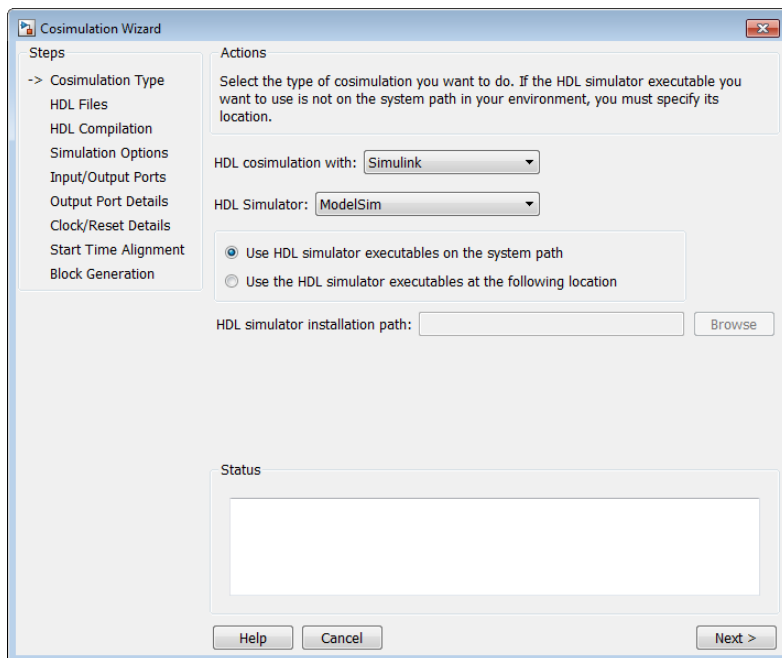 Cosimulation Wizard
Steps
-> Cosimulation Type
HDL Files
HDL Compilation
Simulation Options
Input/Output Ports
Output Port Details
Clock/Reset Details
Start Time Alignment
Block Generation
Actions
Select the type of cosimulation you want to do. If the HDL simulator executable you
want to use is not on the system path in your environment, you must specify its
location.
HDL cosimulation with: Simulink
HDL Simulator: ModelSim
Use HDL simulator executables on the system path
Use the HDL simulator executables at the following location
HDL simulator installation path: Browse
Status
Help Cancel Next >